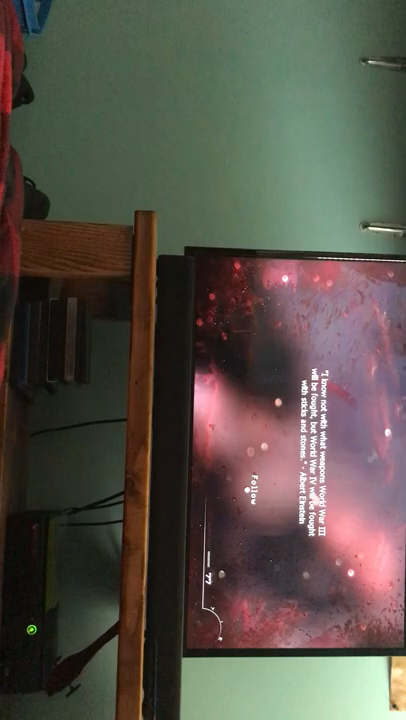 "I know not with what weapons World War III
will be fought, but World War IV will be fought
with sticks and stones." - Albert Einstein
Follow